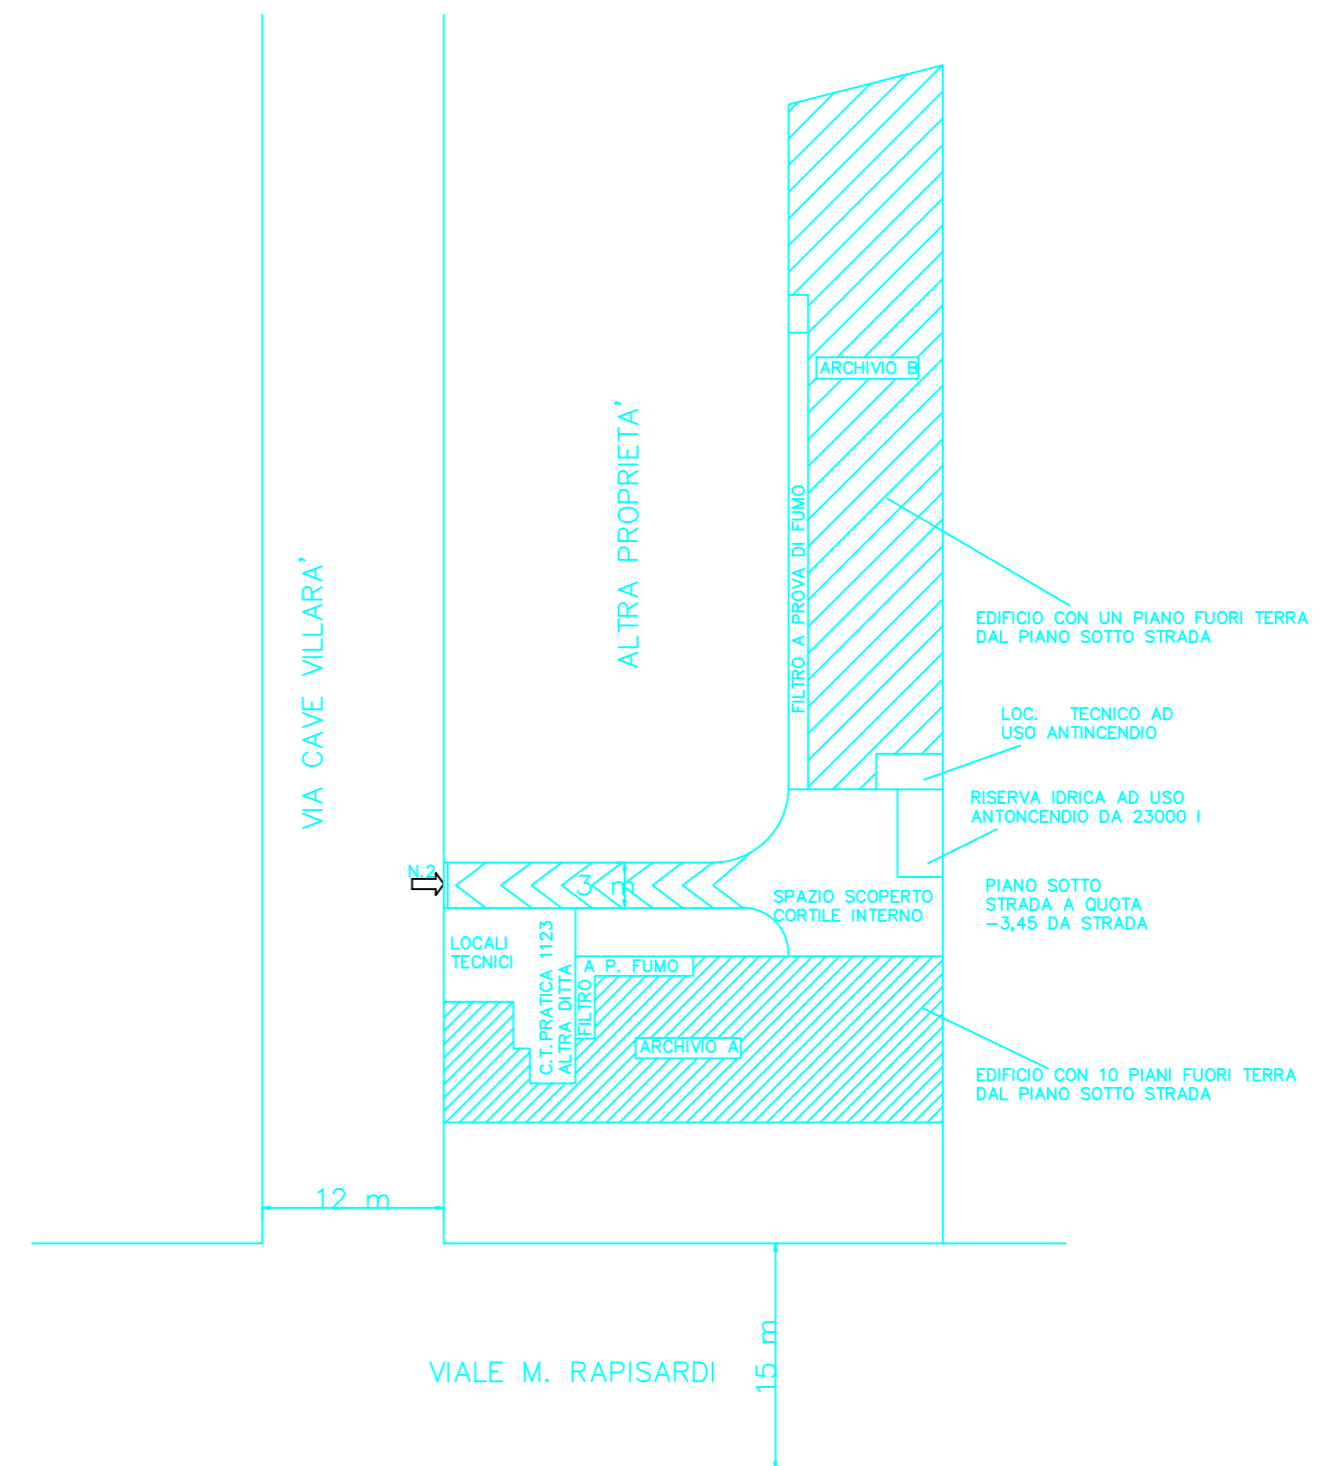 ARCHIVIO B
ALTRA PROPRIETA'
FILTRO A PROVA DI FUMO
VIA CAVE VILLARA'
EDIFICIO CON UN PIANO FUORI TERRA
DAL PIANO SOTTO STRADA
LOC. TECNICO AD
USO ANTINCENDIO
RISERVA IDRICA AD USO
ANTONCENDIO DA 23000 l
N.2
3 m
SPAZIO SCOPERTO
CORTILE INTERNO
PIANO SOTTO
STRADA A QUOTA
-3,45 DA STRADA
LOCALI
TECNICI
C.T.PRATICA 1123
ALTRA DITTA
FILTRO
A P. FUMO
ARCHIVIO A
EDIFICIO CON 10 PIANI FUORI TERRA
DAL PIANO SOTTO STRADA
12 m
15 m
VIALE M. RAPISARDI